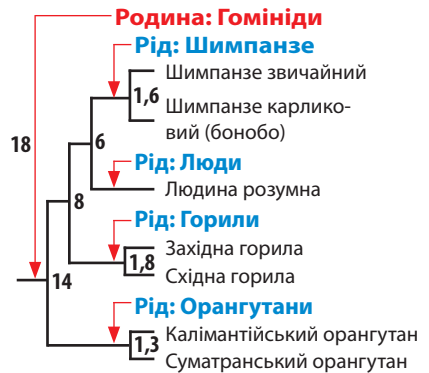 Родина: Гомініди
Рід: Шимпанзе
Шимпанзе звичайний
1,6
Шимпанзе карлико-
вий (бонобо)
18
6
Рід: Люди
Людина розумна
8
Рід: Горили
Західна горила
1,8
Східна горила
14
Рід: Орангутани
Калімантійський орангутан
1,3
Суматранський орангутан